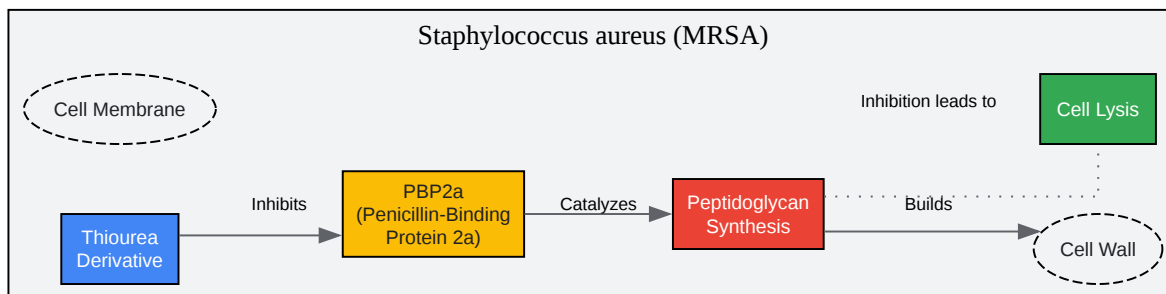 Staphylococcus aureus (MRSA)
Cell Membrane
Inhibition leads to
Cell Lysis
Thiourea
Derivative
Inhibits
PBP2a
(Penicillin-Binding
Protein 2a)
Catalyzes
Peptidoglycan
Synthesis
Builds
Cell Wall